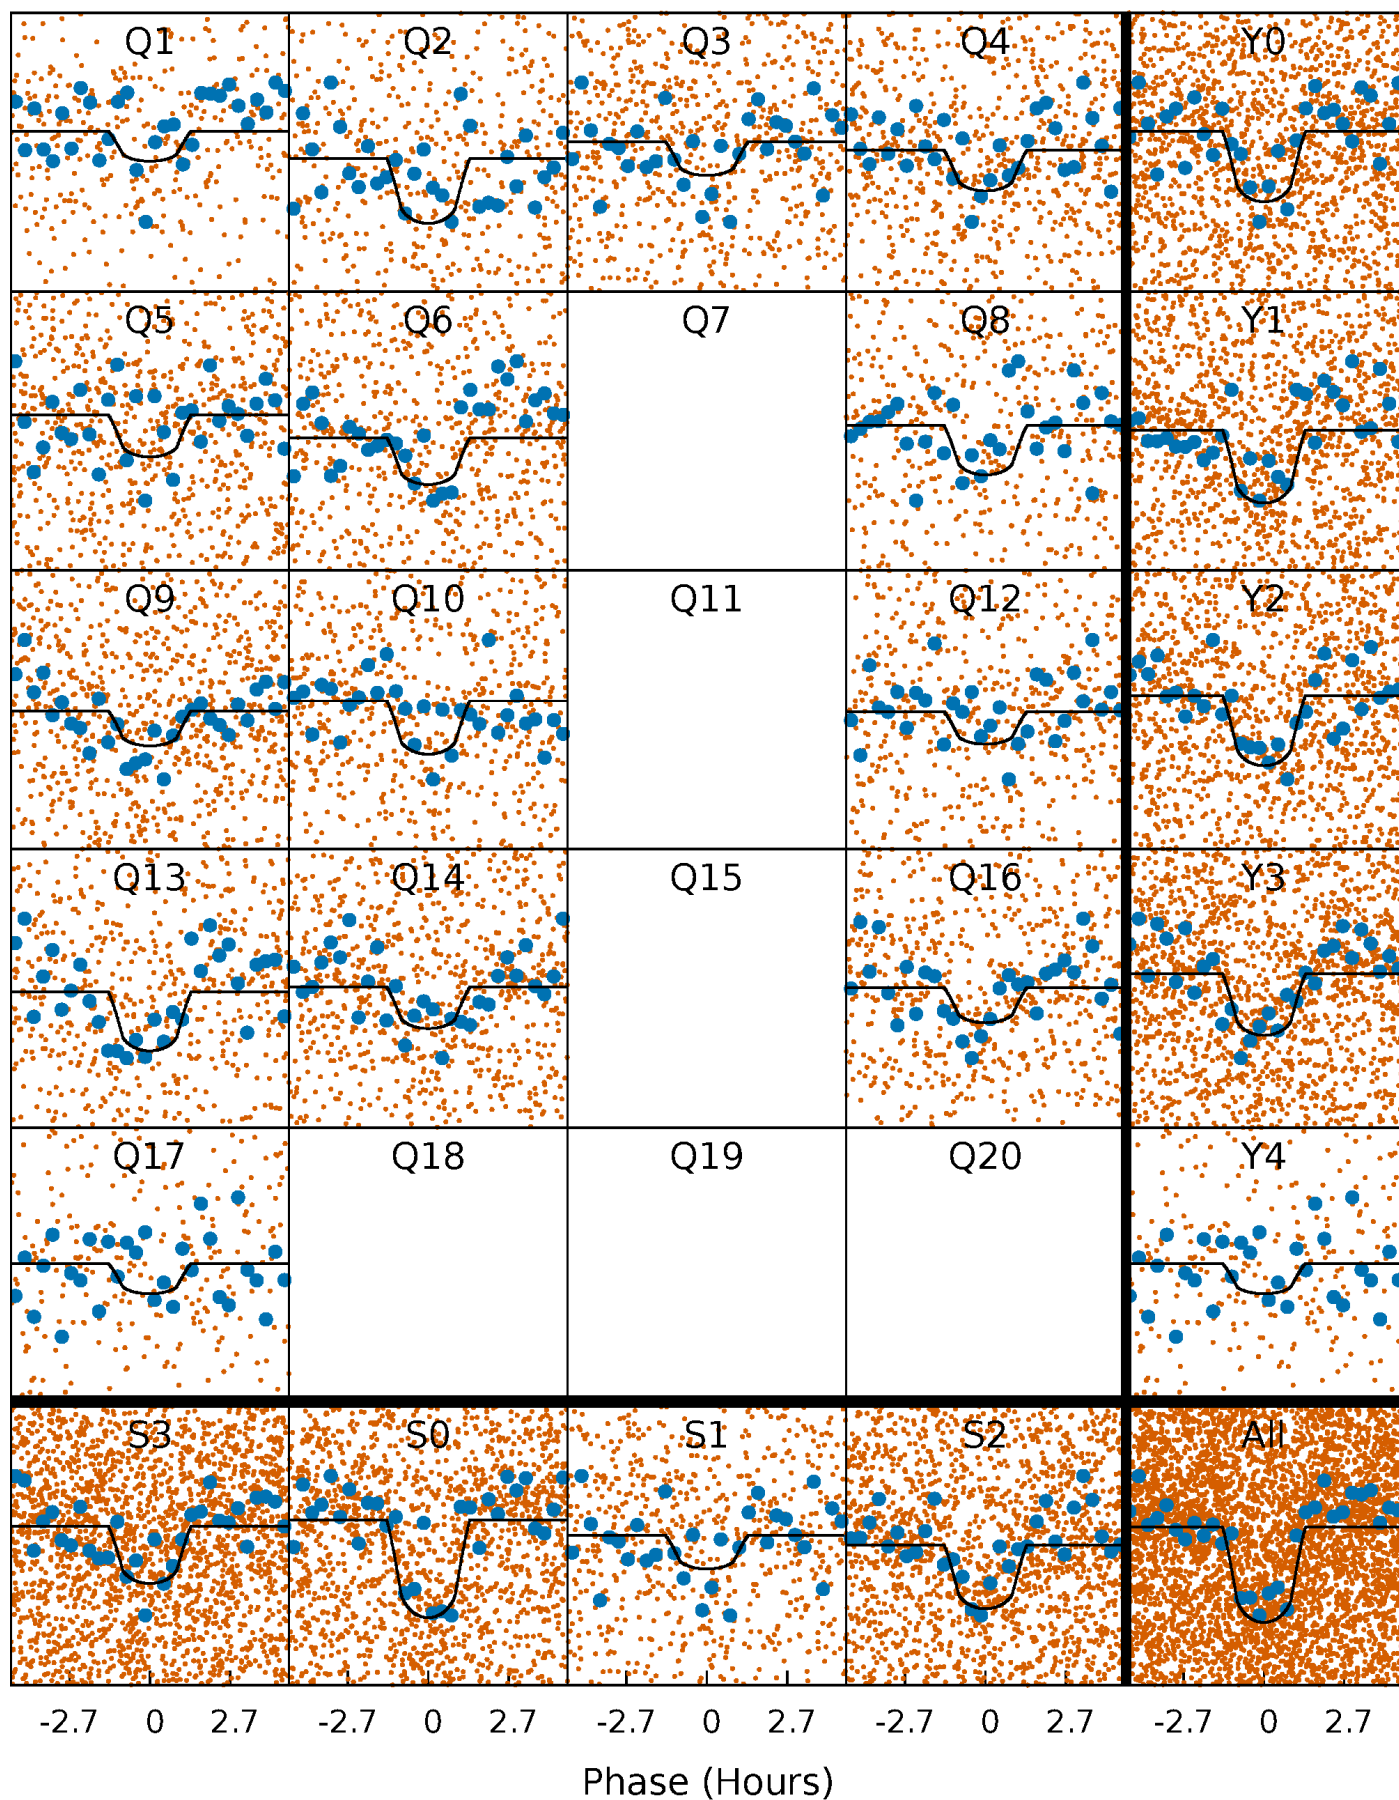 Q1 Q2 Q3 Q4 Y0
Q5 Q6 Q7 Q8 Y1
Q9 Q10 Q11 Q12 Y2
Q13 Q14 Q15 Q16 Y3
Q17 Q18 Q19 Q20 Y4
S3 S0 S1 S2 All
-2.7 0 2.7 -2.7 0 2.7 -2.7 0 2.7 -2.7 0 2.7 -2.7 0 2.7
Phase (Hours)